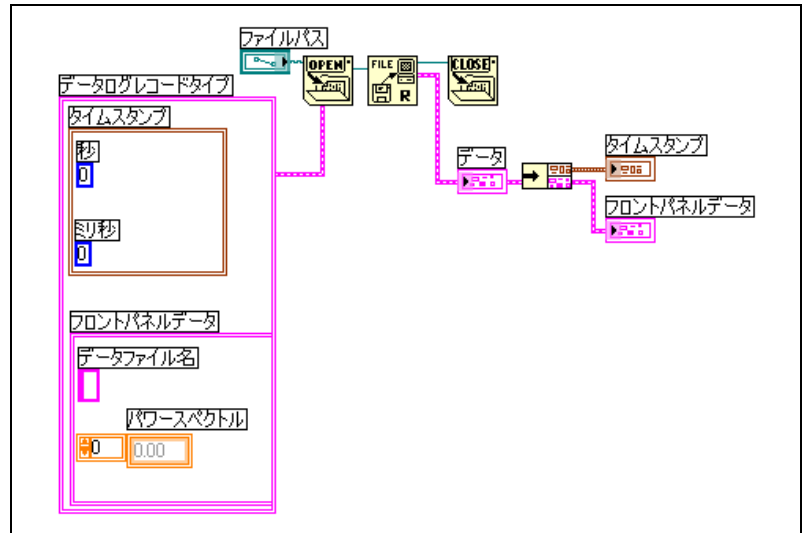 ファイルパス
OPEN
FILE
R
CLOSE
データログレコードタイプ
タイムスタンプ
秒
0
ミリ秒
0
データ
タイムスタンプ
フロントパネルデータ
フロントパネルデータ
データファイル名
パワースペクトル
0
0.00